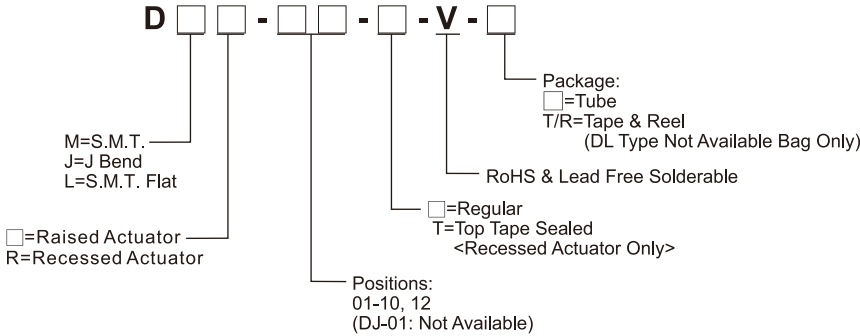 D □ □ - □ □ - □ - V - □
Package:
□=Tube
T/R=Tape & Reel
(DL Type Not Available Bag Only)
M=S.M.T.
J=J Bend
L=S.M.T. Flat
RoHS & Lead Free Solderable
□=Regular
T=Top Tape Sealed
<Recessed Actuator Only>
□=Raised Actuator
R=Recessed Actuator
Positions:
01-10, 12
(DJ-01: Not Available)